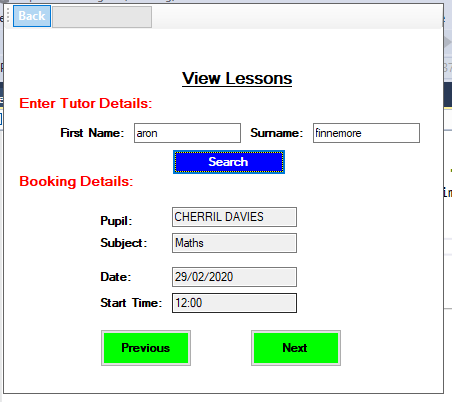 Back
View Lessons
Enter Tutor Details:
First Name: aron Surname: finnemore
Search
Booking Details:
Pupil: CHERRIL DAVIES
Subject: Maths
Date: 29/02/2020
Start Time: 12:00
Previous Next